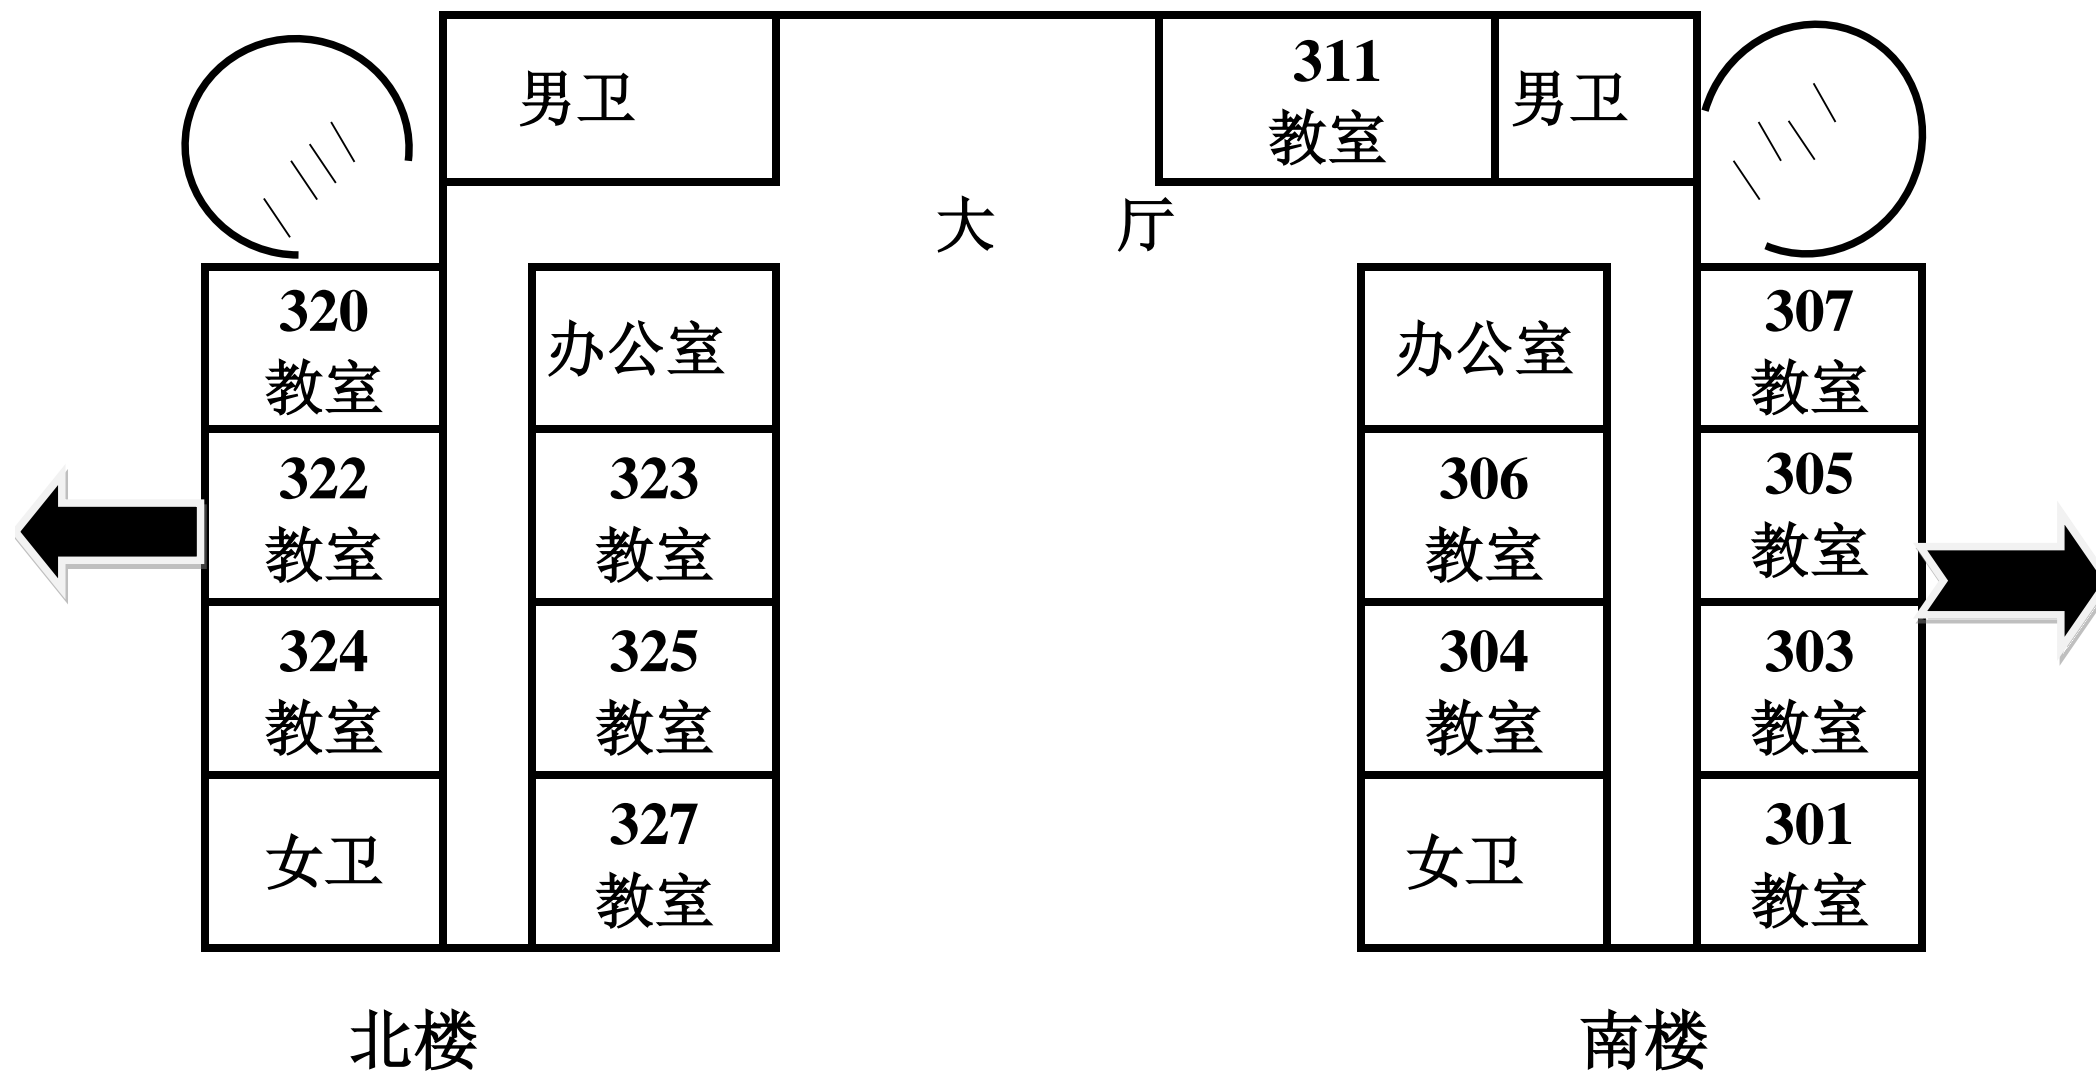 男卫
311
教室
男卫
大 厅
320
教室
办公室
办公室
307
教室
322
教室
323
教室
306
教室
305
教室
324
教室
325
教室
304
教室
303
教室
女卫
327
教室
女卫
301
教室
北楼
南楼